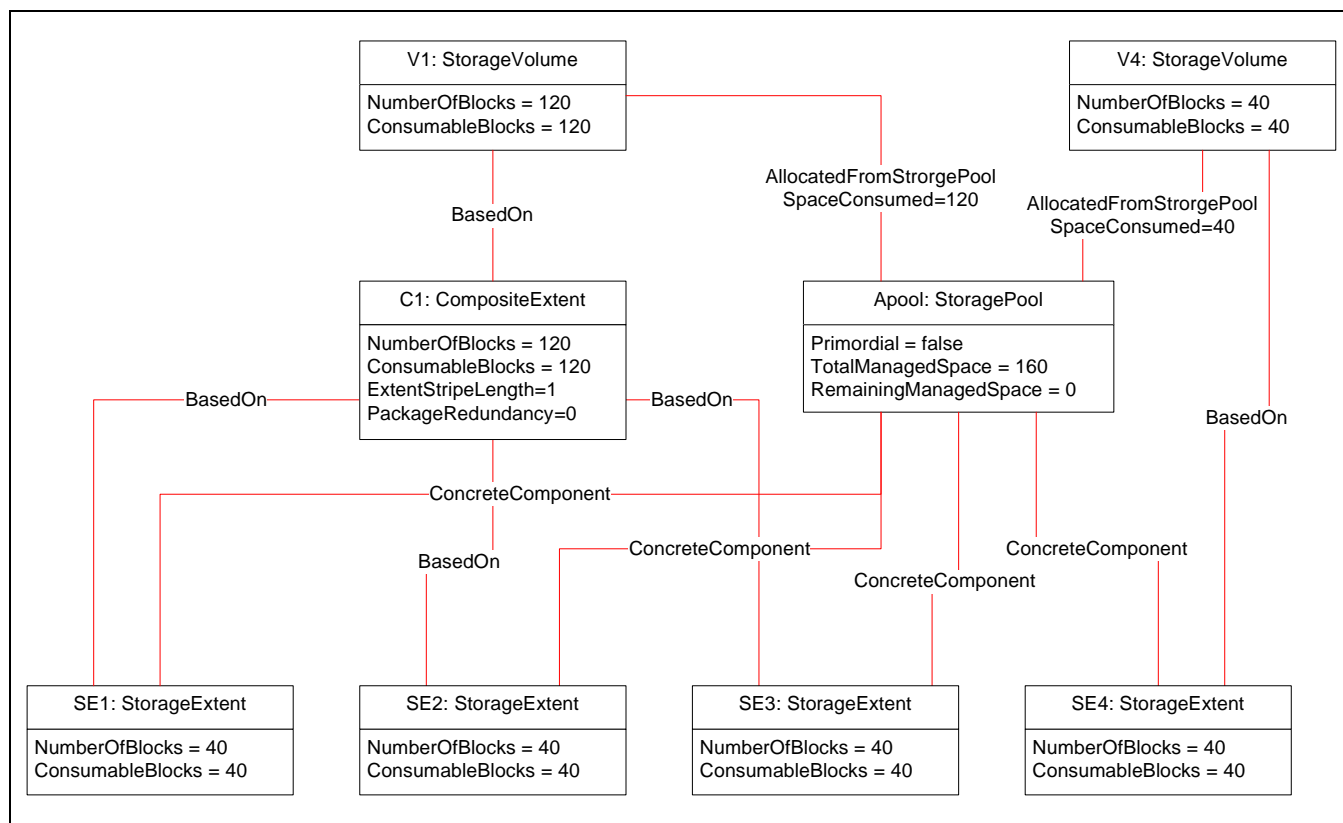 V1: StorageVolume
NumberOfBlocks = 120
ConsumableBlocks = 120
V4: StorageVolume
NumberOfBlocks = 40
ConsumableBlocks = 40
AllocatedFromStrorgePool
SpaceConsumed=120
AllocatedFromStrorgePool
SpaceConsumed=40
BasedOn
C1: CompositeExtent
NumberOfBlocks = 120
ConsumableBlocks = 120
ExtentStripeLength=1
PackageRedundancy=0
Apool: StoragePool
Primordial = false
TotalManagedSpace = 160
RemainingManagedSpace = 0
BasedOn
BasedOn
BasedOn
ConcreteComponent
BasedOn
ConcreteComponent
ConcreteComponent
ConcreteComponent
SE1: StorageExtent
NumberOfBlocks = 40
ConsumableBlocks = 40
SE2: StorageExtent
NumberOfBlocks = 40
ConsumableBlocks = 40
SE3: StorageExtent
NumberOfBlocks = 40
ConsumableBlocks = 40
SE4: StorageExtent
NumberOfBlocks = 40
ConsumableBlocks = 40